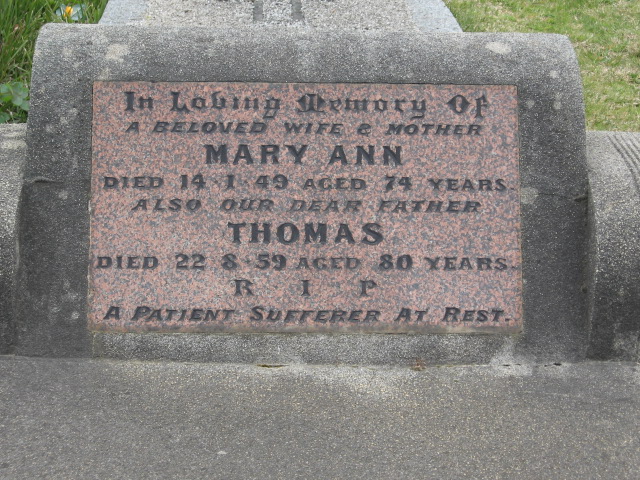 In Loving Memory Of
A BELOVED WIFE & MOTHER
MARY ANN
DIED 14·1·49 AGED 74 YEARS.
ALSO OUR DEAR FATHER
THOMAS
DIED 22·8·59 AGED 80 YEARS.
R I P
A PATIENT SUFFERER AT REST.